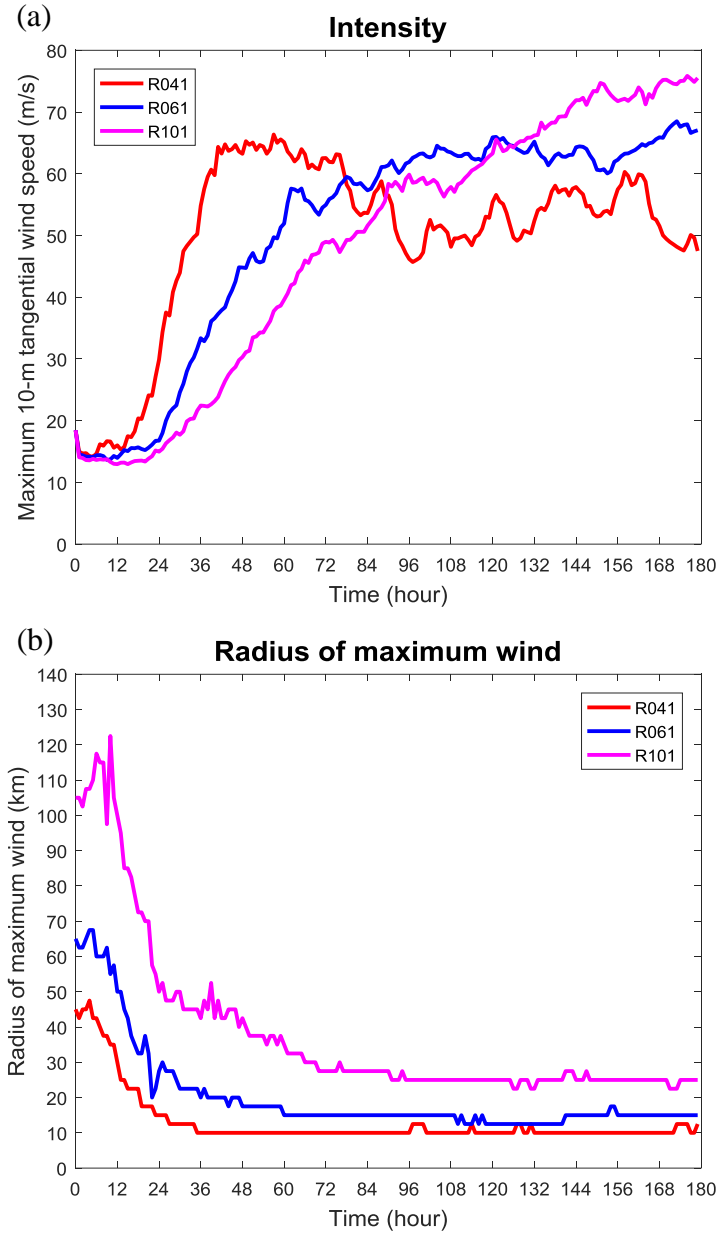 (a)
Intensity
Maximum 10-m tangential wind speed (m/s)
80
70
60
50
40
30
20
10
0
R041
R061
R101
0 12 24 36 48 60 72 84 96 108 120 132 144 156 168 180
Time (hour)
(b)
Radius of maximum wind
Radius of maximum wind (km)
140
130
120
110
100
90
80
70
60
50
40
30
20
10
0
R041
R061
R101
0 12 24 36 48 60 72 84 96 108 120 132 144 156 168 180
Time (hour)